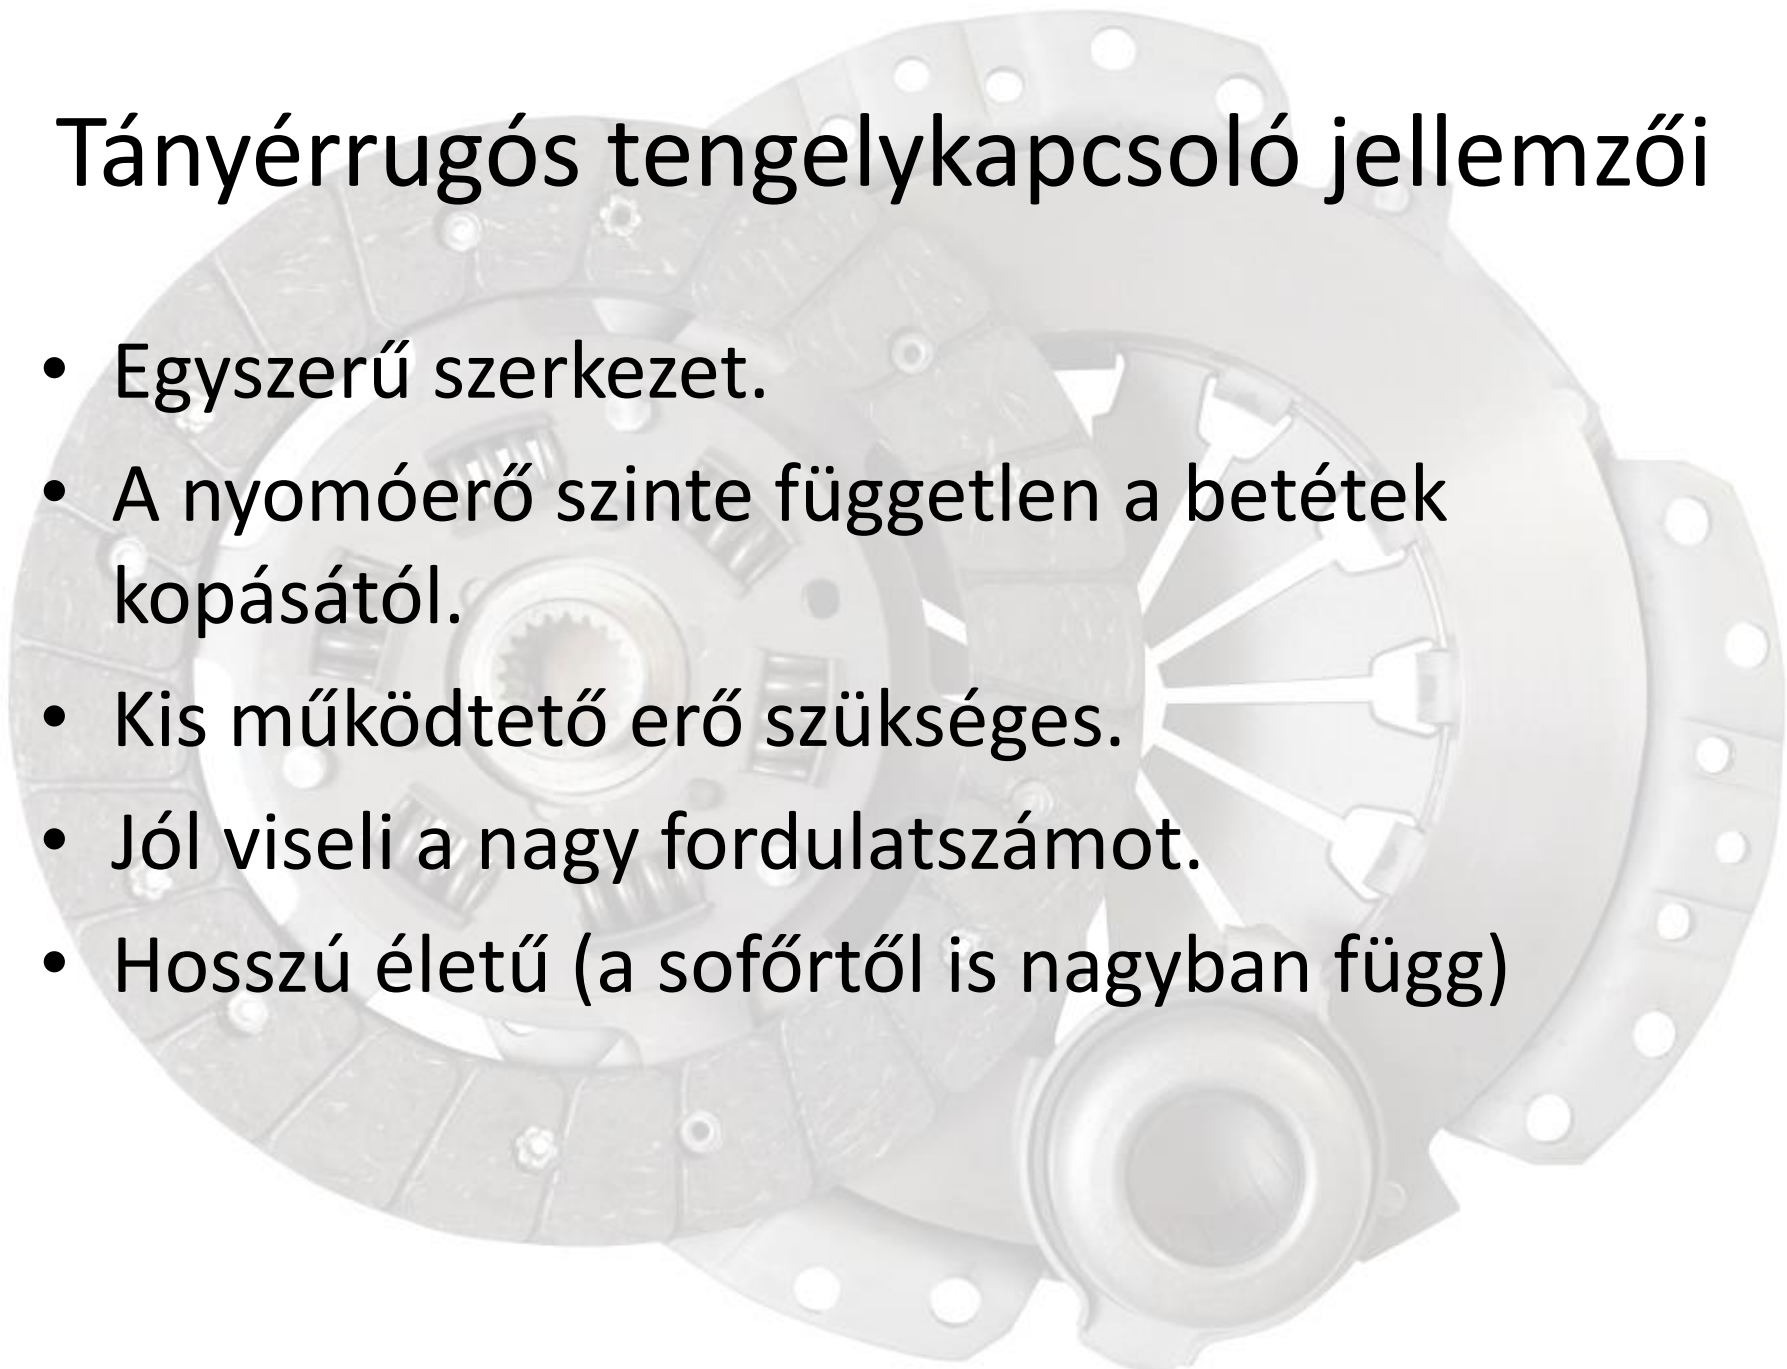 Tányérrugós tengelykapcsoló jellemzői
• Egyszerű szerkezet.
• A nyomóerő szinte független a betétek
kopásától.
• Kis működtető erő szükséges.
• Jól viseli a nagy fordulatszámot.
• Hosszú életű (a sofőrtől is nagyban függ)